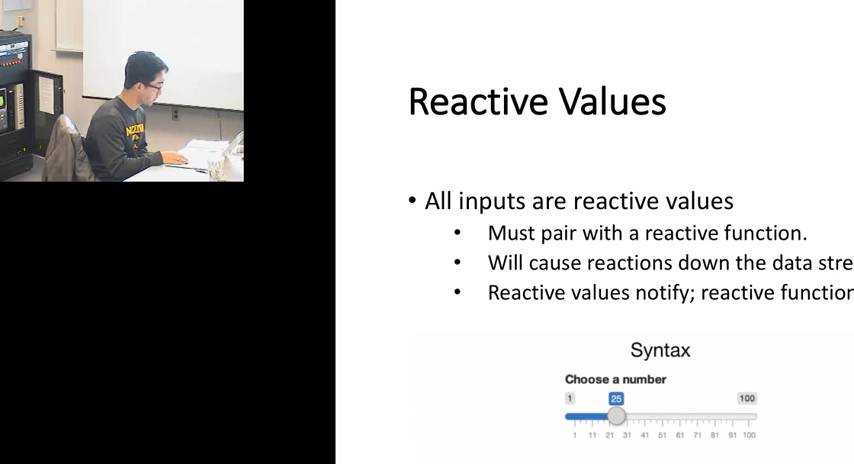 Reactive Values
• All inputs are reactive values
• Must pair with a reactive function.
• Will cause reactions down the data stre
• Reactive values notify; reactive function
Syntax
Choose a number
1 25 100
1 11 21 31 41 51 61 71 81 91 100